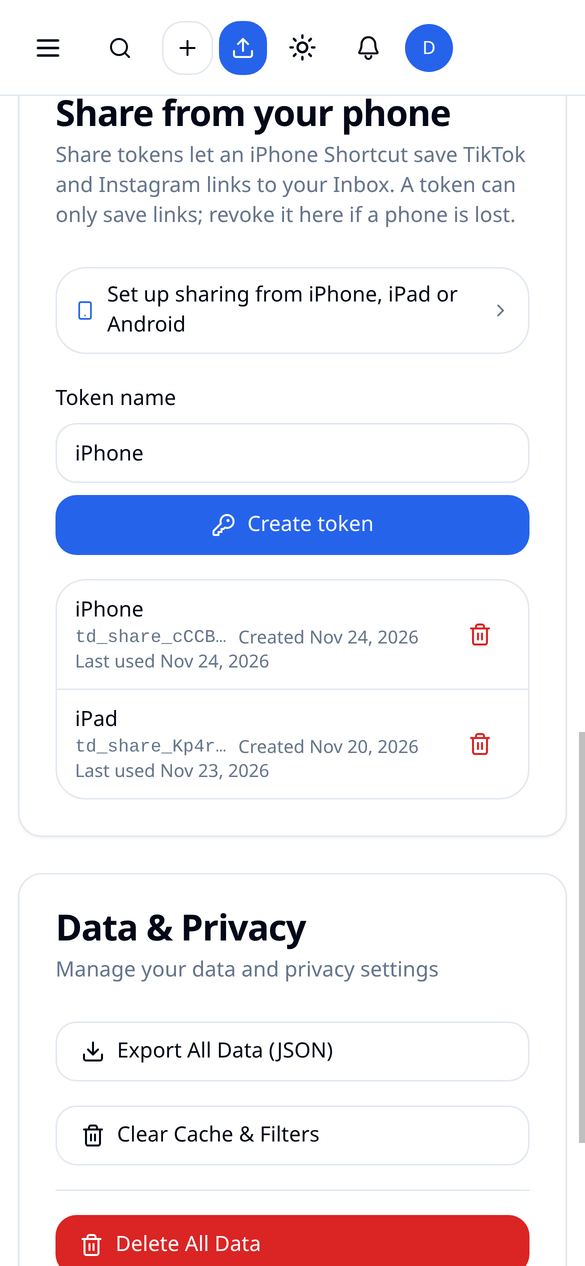 D
Share from your phone
Share tokens let an iPhone Shortcut save TikTok
and Instagram links to your Inbox. A token can
only save links; revoke it here if a phone is lost.
Set up sharing from iPhone, iPad or
Android
Token name
iPhone
Create token
iPhone
td_share_cCCB… Created Nov 24, 2026
Last used Nov 24, 2026
iPad
td_share_Kp4r… Created Nov 20, 2026
Last used Nov 23, 2026
Data & Privacy
Manage your data and privacy settings
Export All Data (JSON)
Clear Cache & Filters
Delete All Data